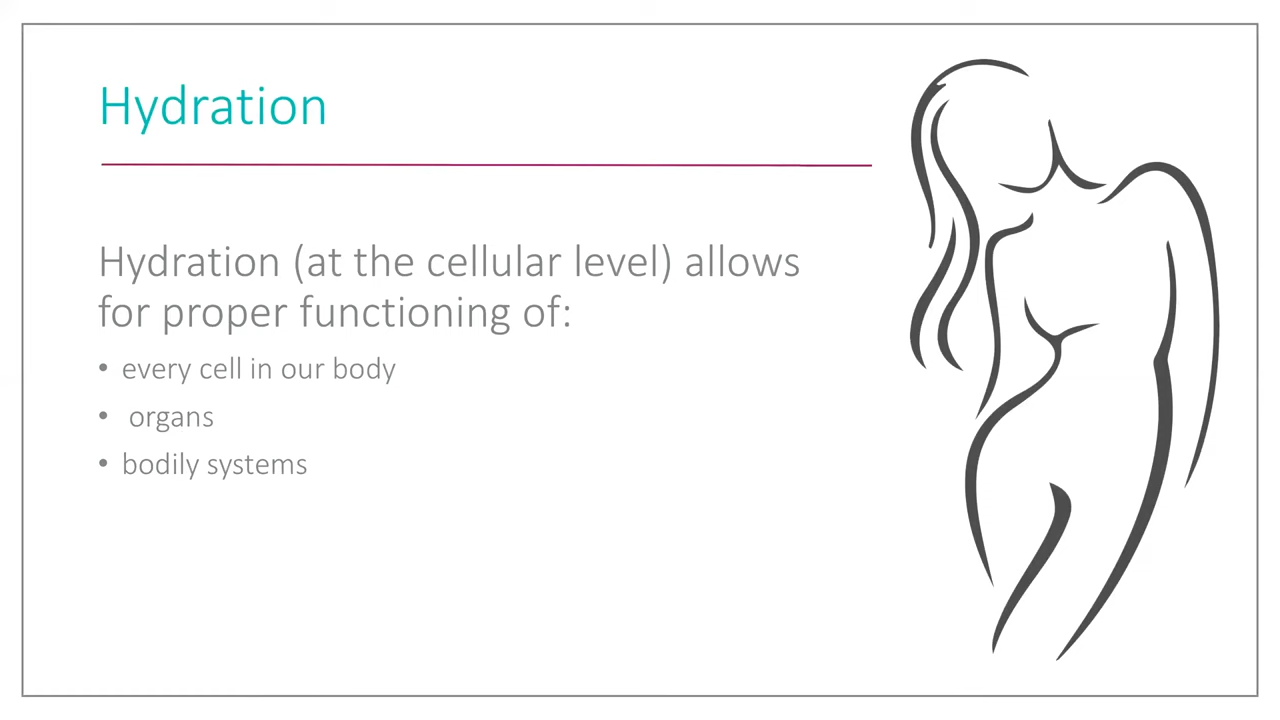 Hydration
Hydration (at the cellular level) allows
for proper functioning of:
• every cell in our body
• organs
• bodily systems